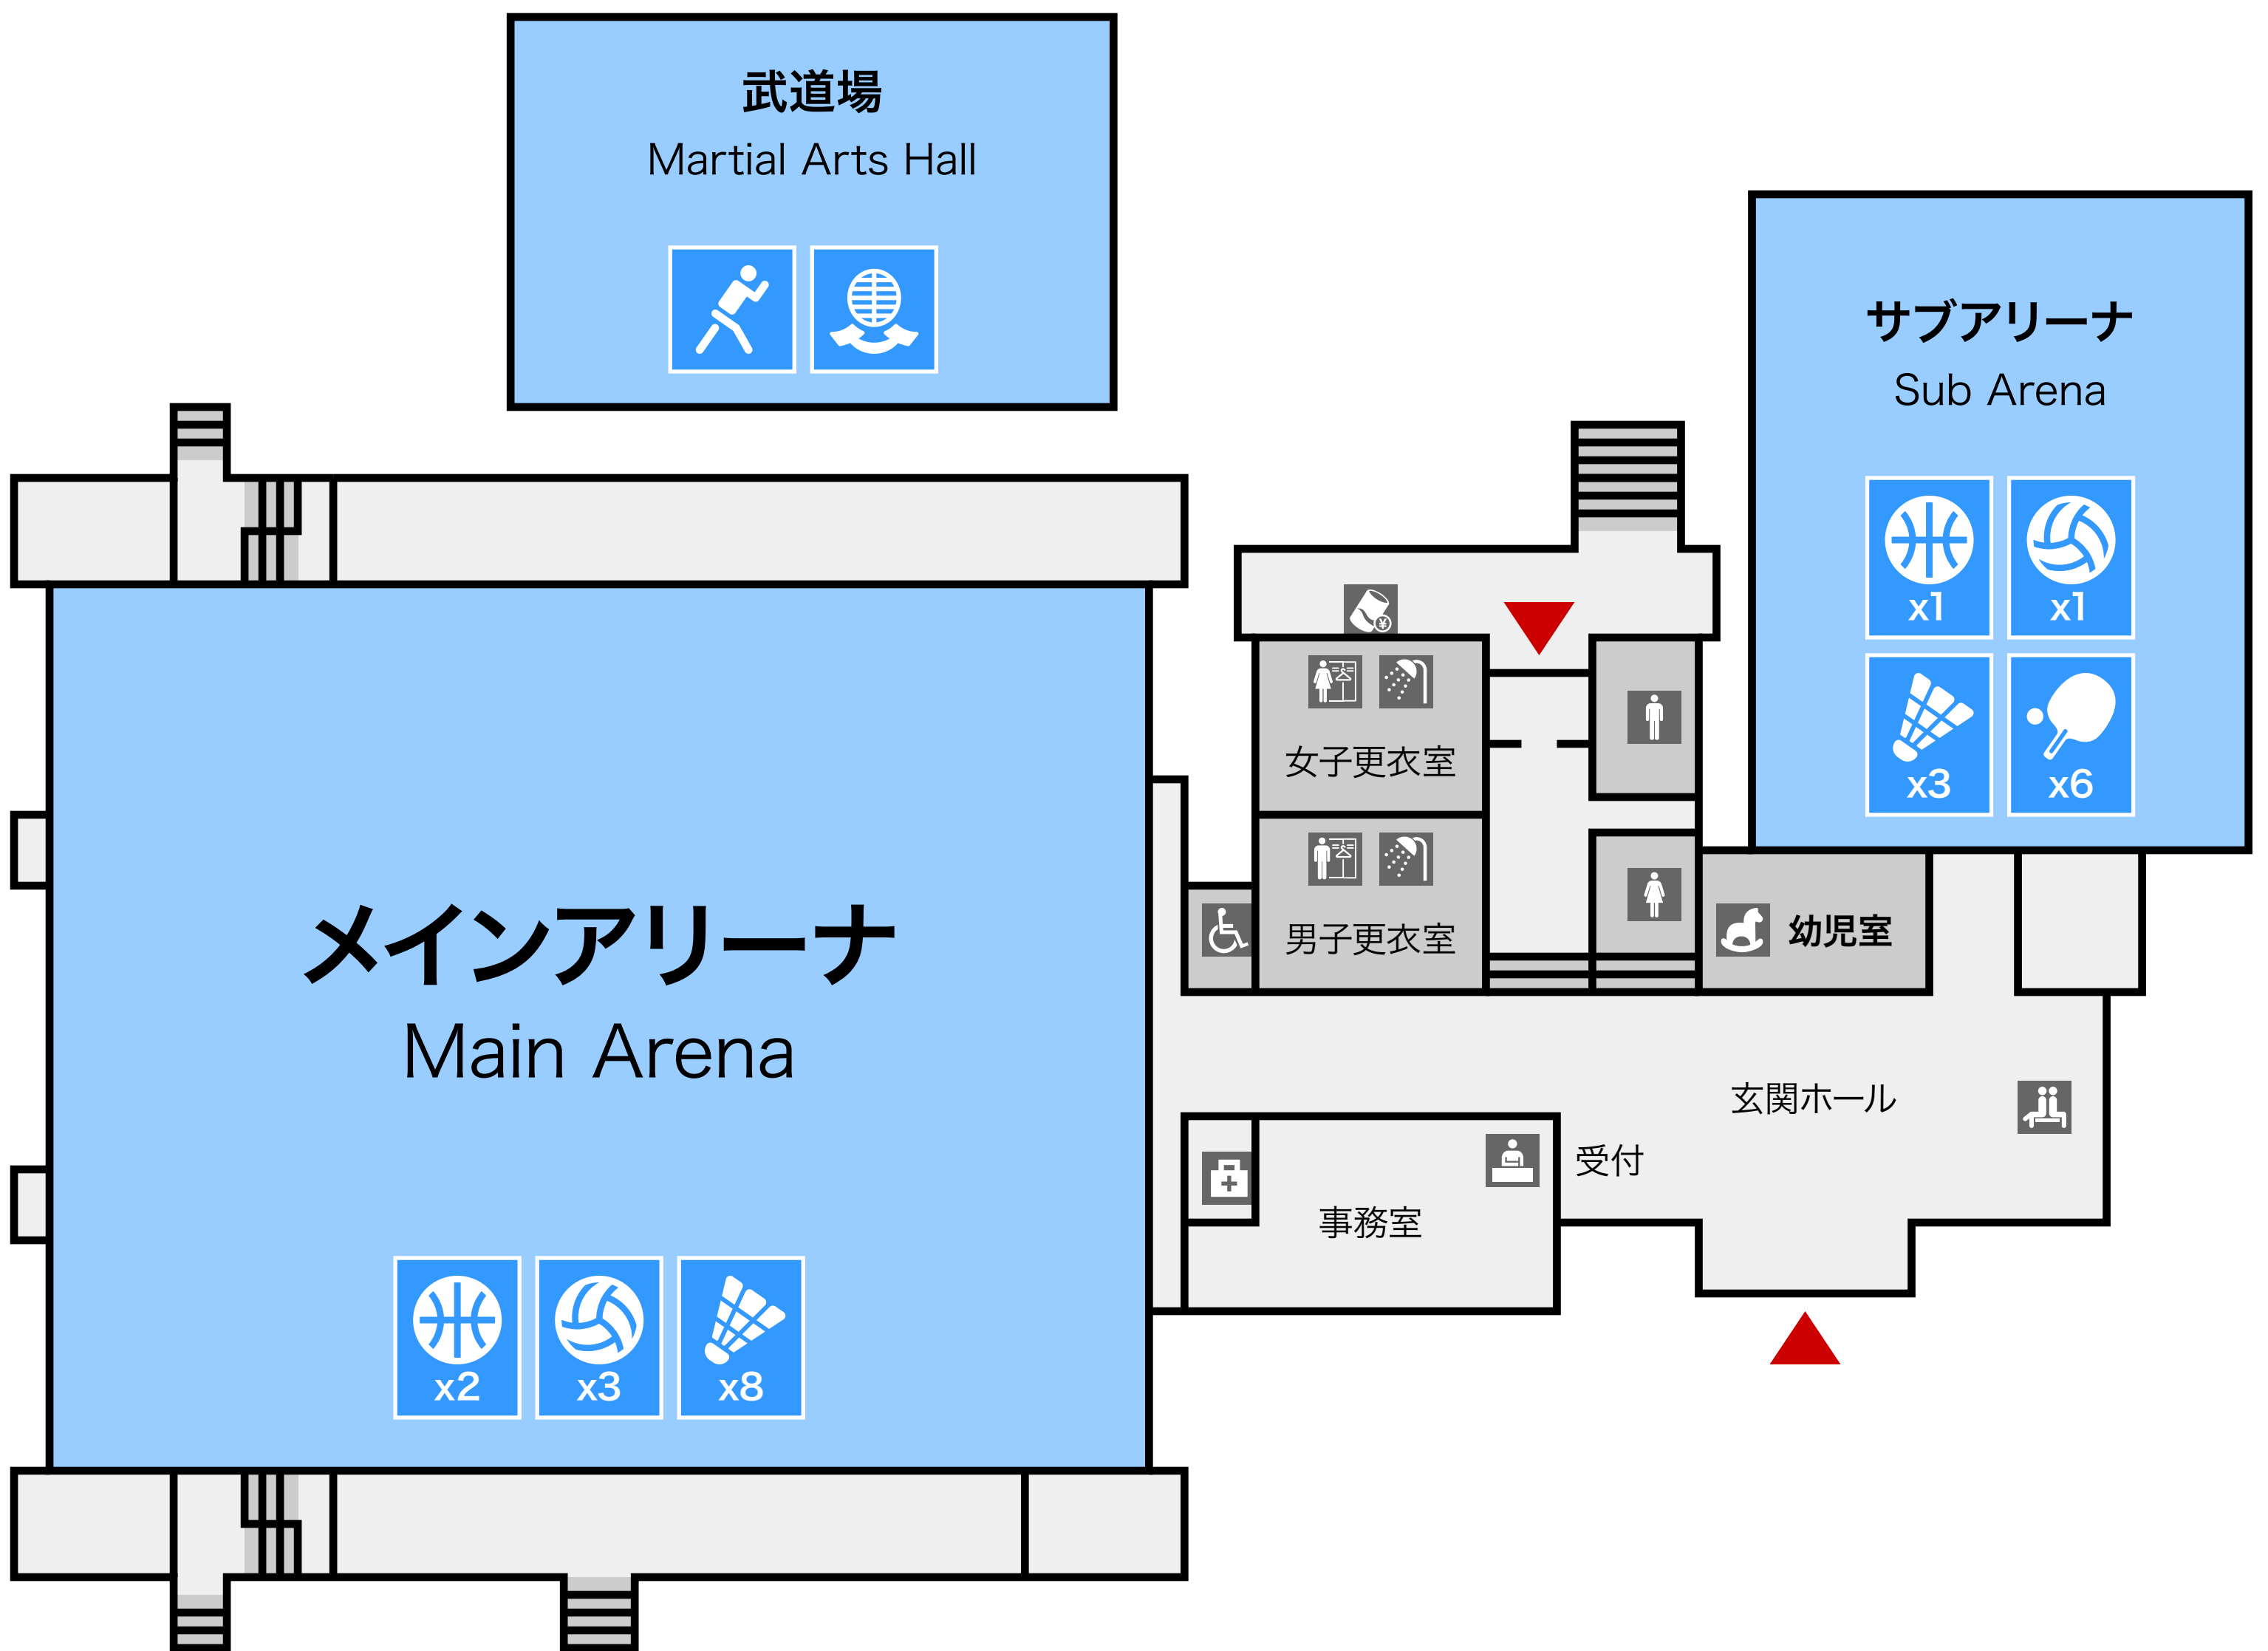 武道場
Martial Arts Hall
サブアリーナ
Sub Arena
x1
x1
x3
x6
¥
女子更衣室
男子更衣室
幼児室
メインアリーナ
Main Arena
玄関ホール
受付
事務室
x2
x3
x8